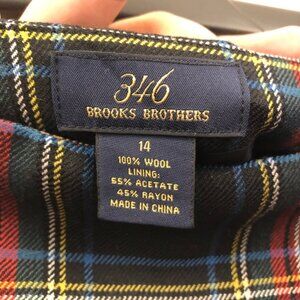 346
BROOKS BROTHERS
14
100% WOOL
LINING:
55% ACETATE
45% RAYON
MADE IN CHINA